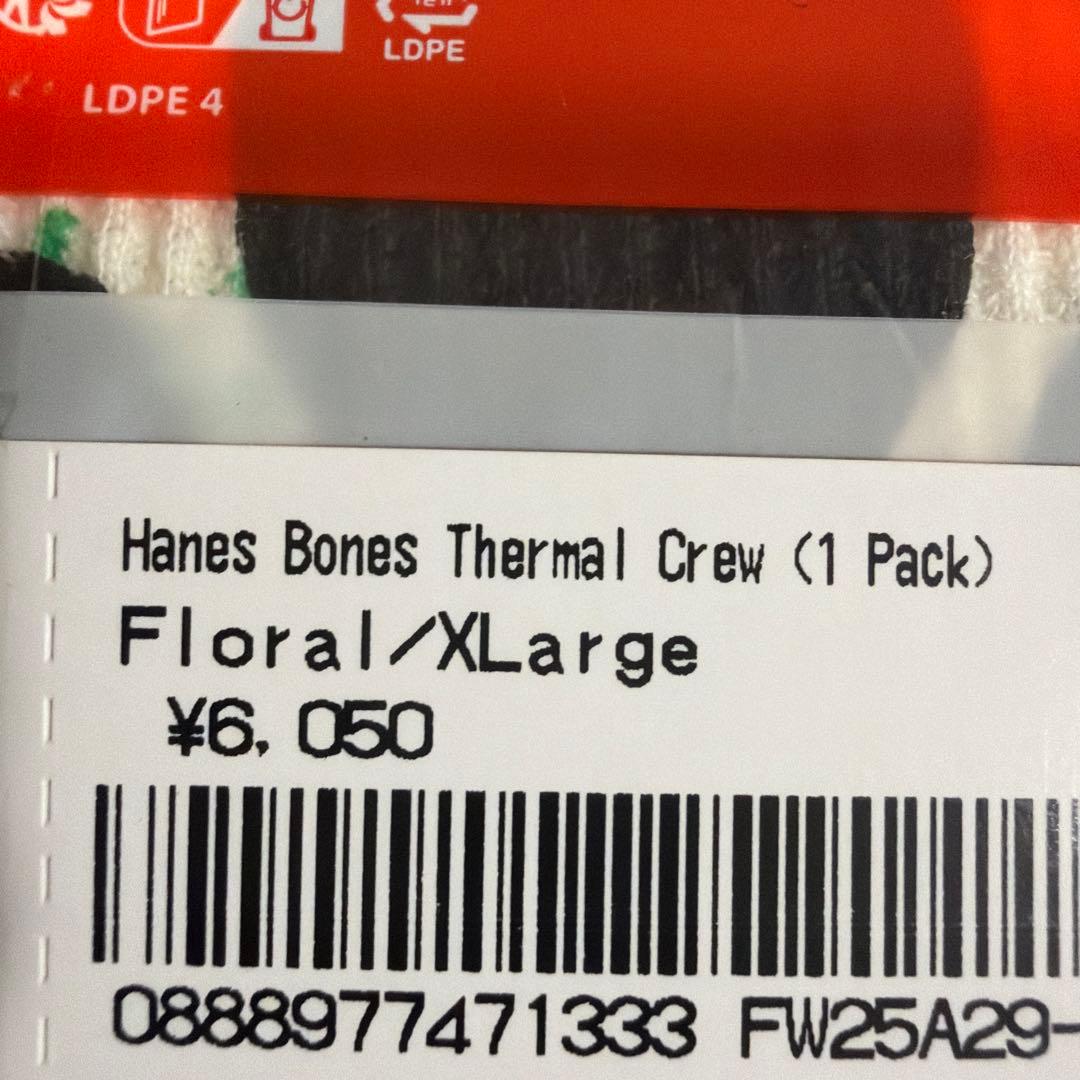 LDPE
LDPE 4
Hanes Bones Thermal Crew (1 Pack)
Floral/XLarge
¥6,050
0888977471333 FW25A29-